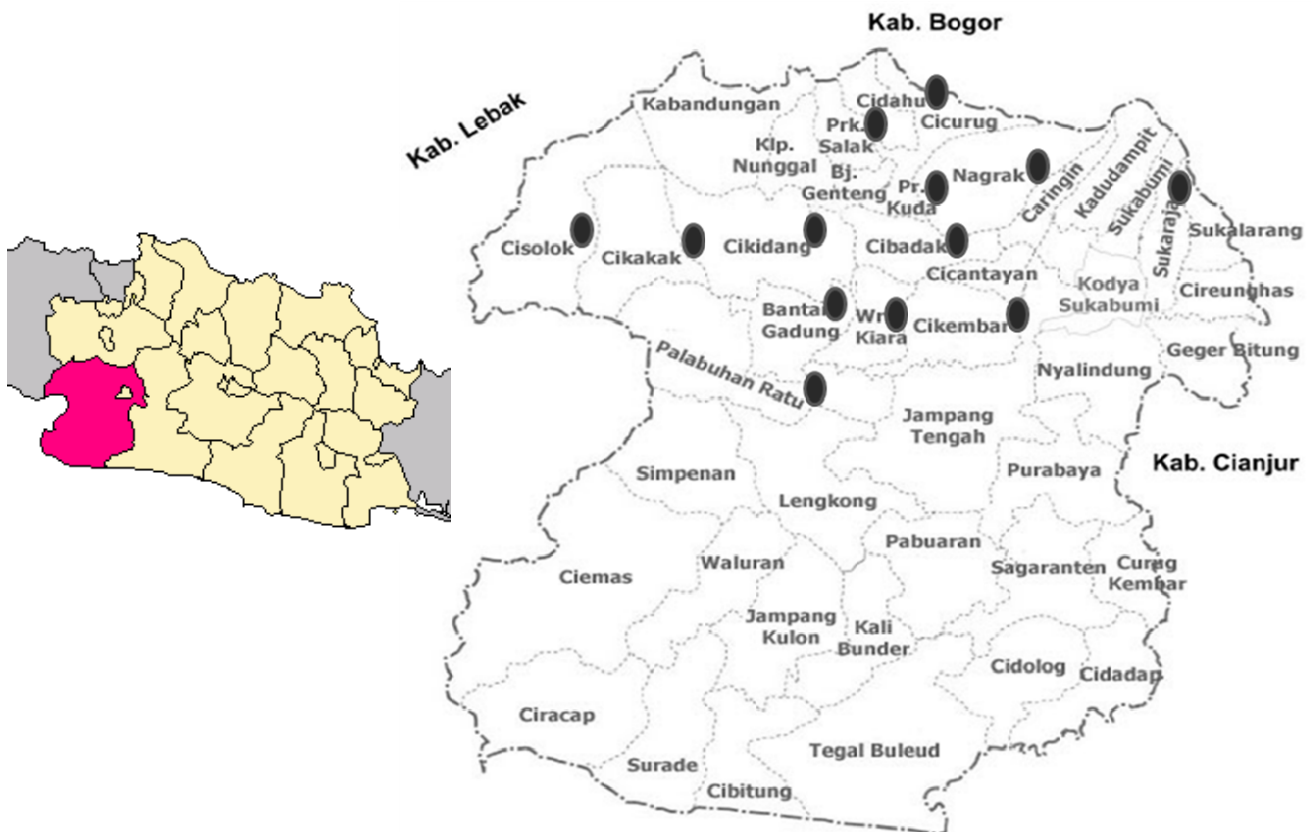 Kab. Bogor
Kab. Lebak
Kabandungan
Cidahu
Cicurug
Prk.
Salak
Klp.
Nunggal
Bj.
Genteng
Pr.
Kuda
Nagrak
Caringin
Kadudampit
Sukabumi
Sukaraja
Sukalarang
Cisolok
Cikakak
Cikidang
Cibadak
Cicantayan
Kodya
Sukabumi
Cireunghas
Bantar
Gadung
Wr.
Kiara
Cikembar
Geger Bitung
Nyalindung
Palabuhan Ratu
Jampang
Tengah
Kab. Cianjur
Simpenan
Purabaya
Lengkong
Pabuaran
Waluran
Sagaranten
Curug
Kembar
Ciemas
Jampang
Kulon
Kali
Bunder
Cidolog
Cidadap
Ciracap
Tegal Buleud
Surade
Cibitung